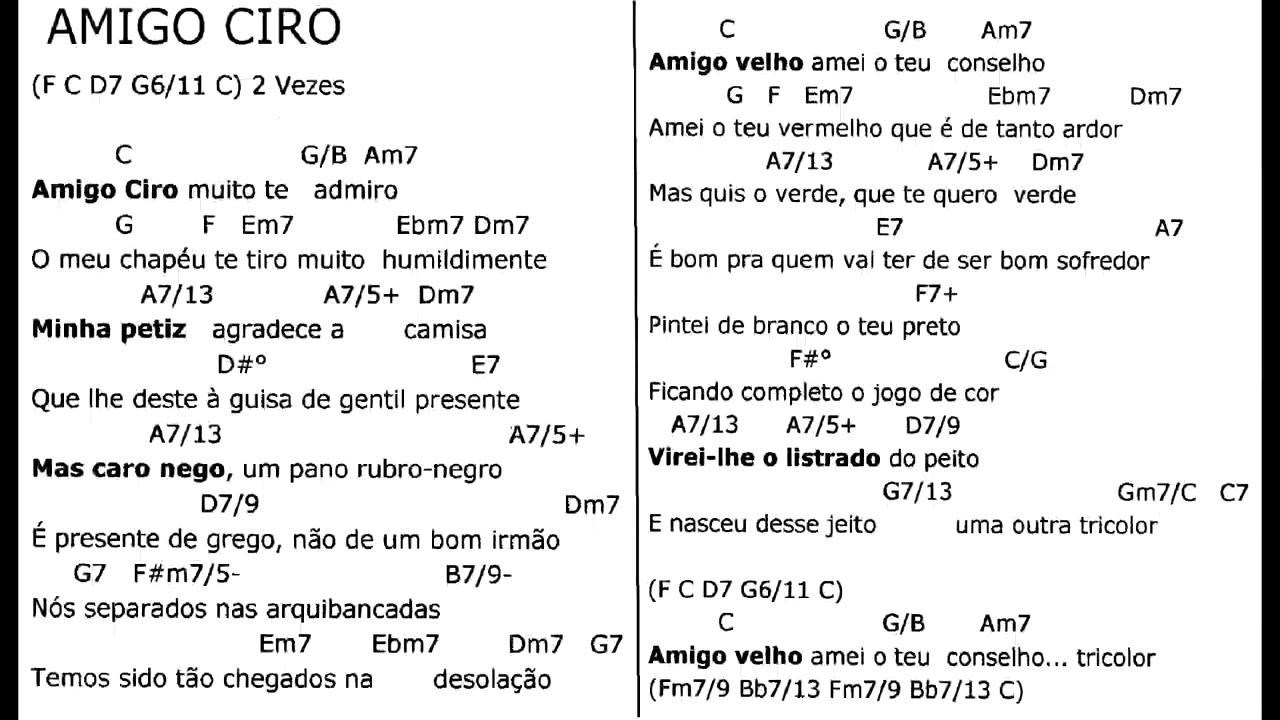 AMIGO CIRO
(F C D7 G6/11 C) 2 Vezes
C G/B Am7
Amigo Ciro muito te admiro
G F Em7 Ebm7 Dm7
O meu chapéu te tiro muito humildimente
A7/13 A7/5+ Dm7
Minha petiz agradece a camisa
D#º E7
Que lhe deste à guisa de gentil presente
A7/13 A7/5+
Mas caro nego, um pano rubro-negro
D7/9 Dm7
É presente de grego, não de um bom irmão
G7 F#m7/5- B7/9-
Nós separados nas arquibancadas
Em7 Ebm7 Dm7 G7
Temos sido tão chegados na desolação
C G/B Am7
Amigo velho amei o teu conselho
G F Em7 Ebm7 Dm7
Amei o teu vermelho que é de tanto ardor
A7/13 A7/5+ Dm7
Mas quis o verde, que te quero verde
E7 A7
É bom pra quem vai ter de ser bom sofredor
F7+
Pintei de branco o teu preto
F#º C/G
Ficando completo o jogo de cor
A7/13 A7/5+ D7/9
Virei-lhe o listrado do peito
G7/13 Gm7/C C7
E nasceu desse jeito uma outra tricolor
(F C D7 G6/11 C)
C G/B Am7
Amigo velho amei o teu conselho... tricolor
(Fm7/9 Bb7/13 Fm7/9 Bb7/13 C)